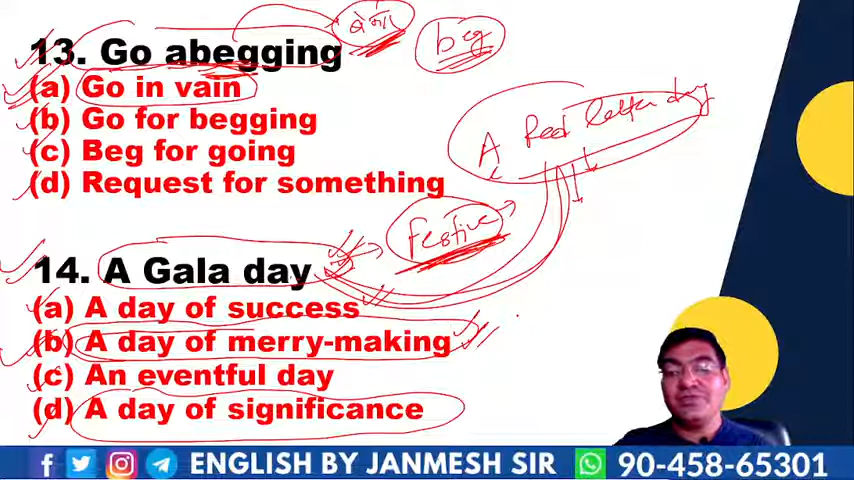 13. Go abegging
beg
(a) Go in vain
(b) Go for begging
A Red letter day
(c) Beg for going
(d) Request for something
Festive
14. A Gala day
(a) A day of success
(b) A day of merry-making
(c) An eventful day
(d) A day of significance
ENGLISH BY JANMESH SIR 90-458-65301